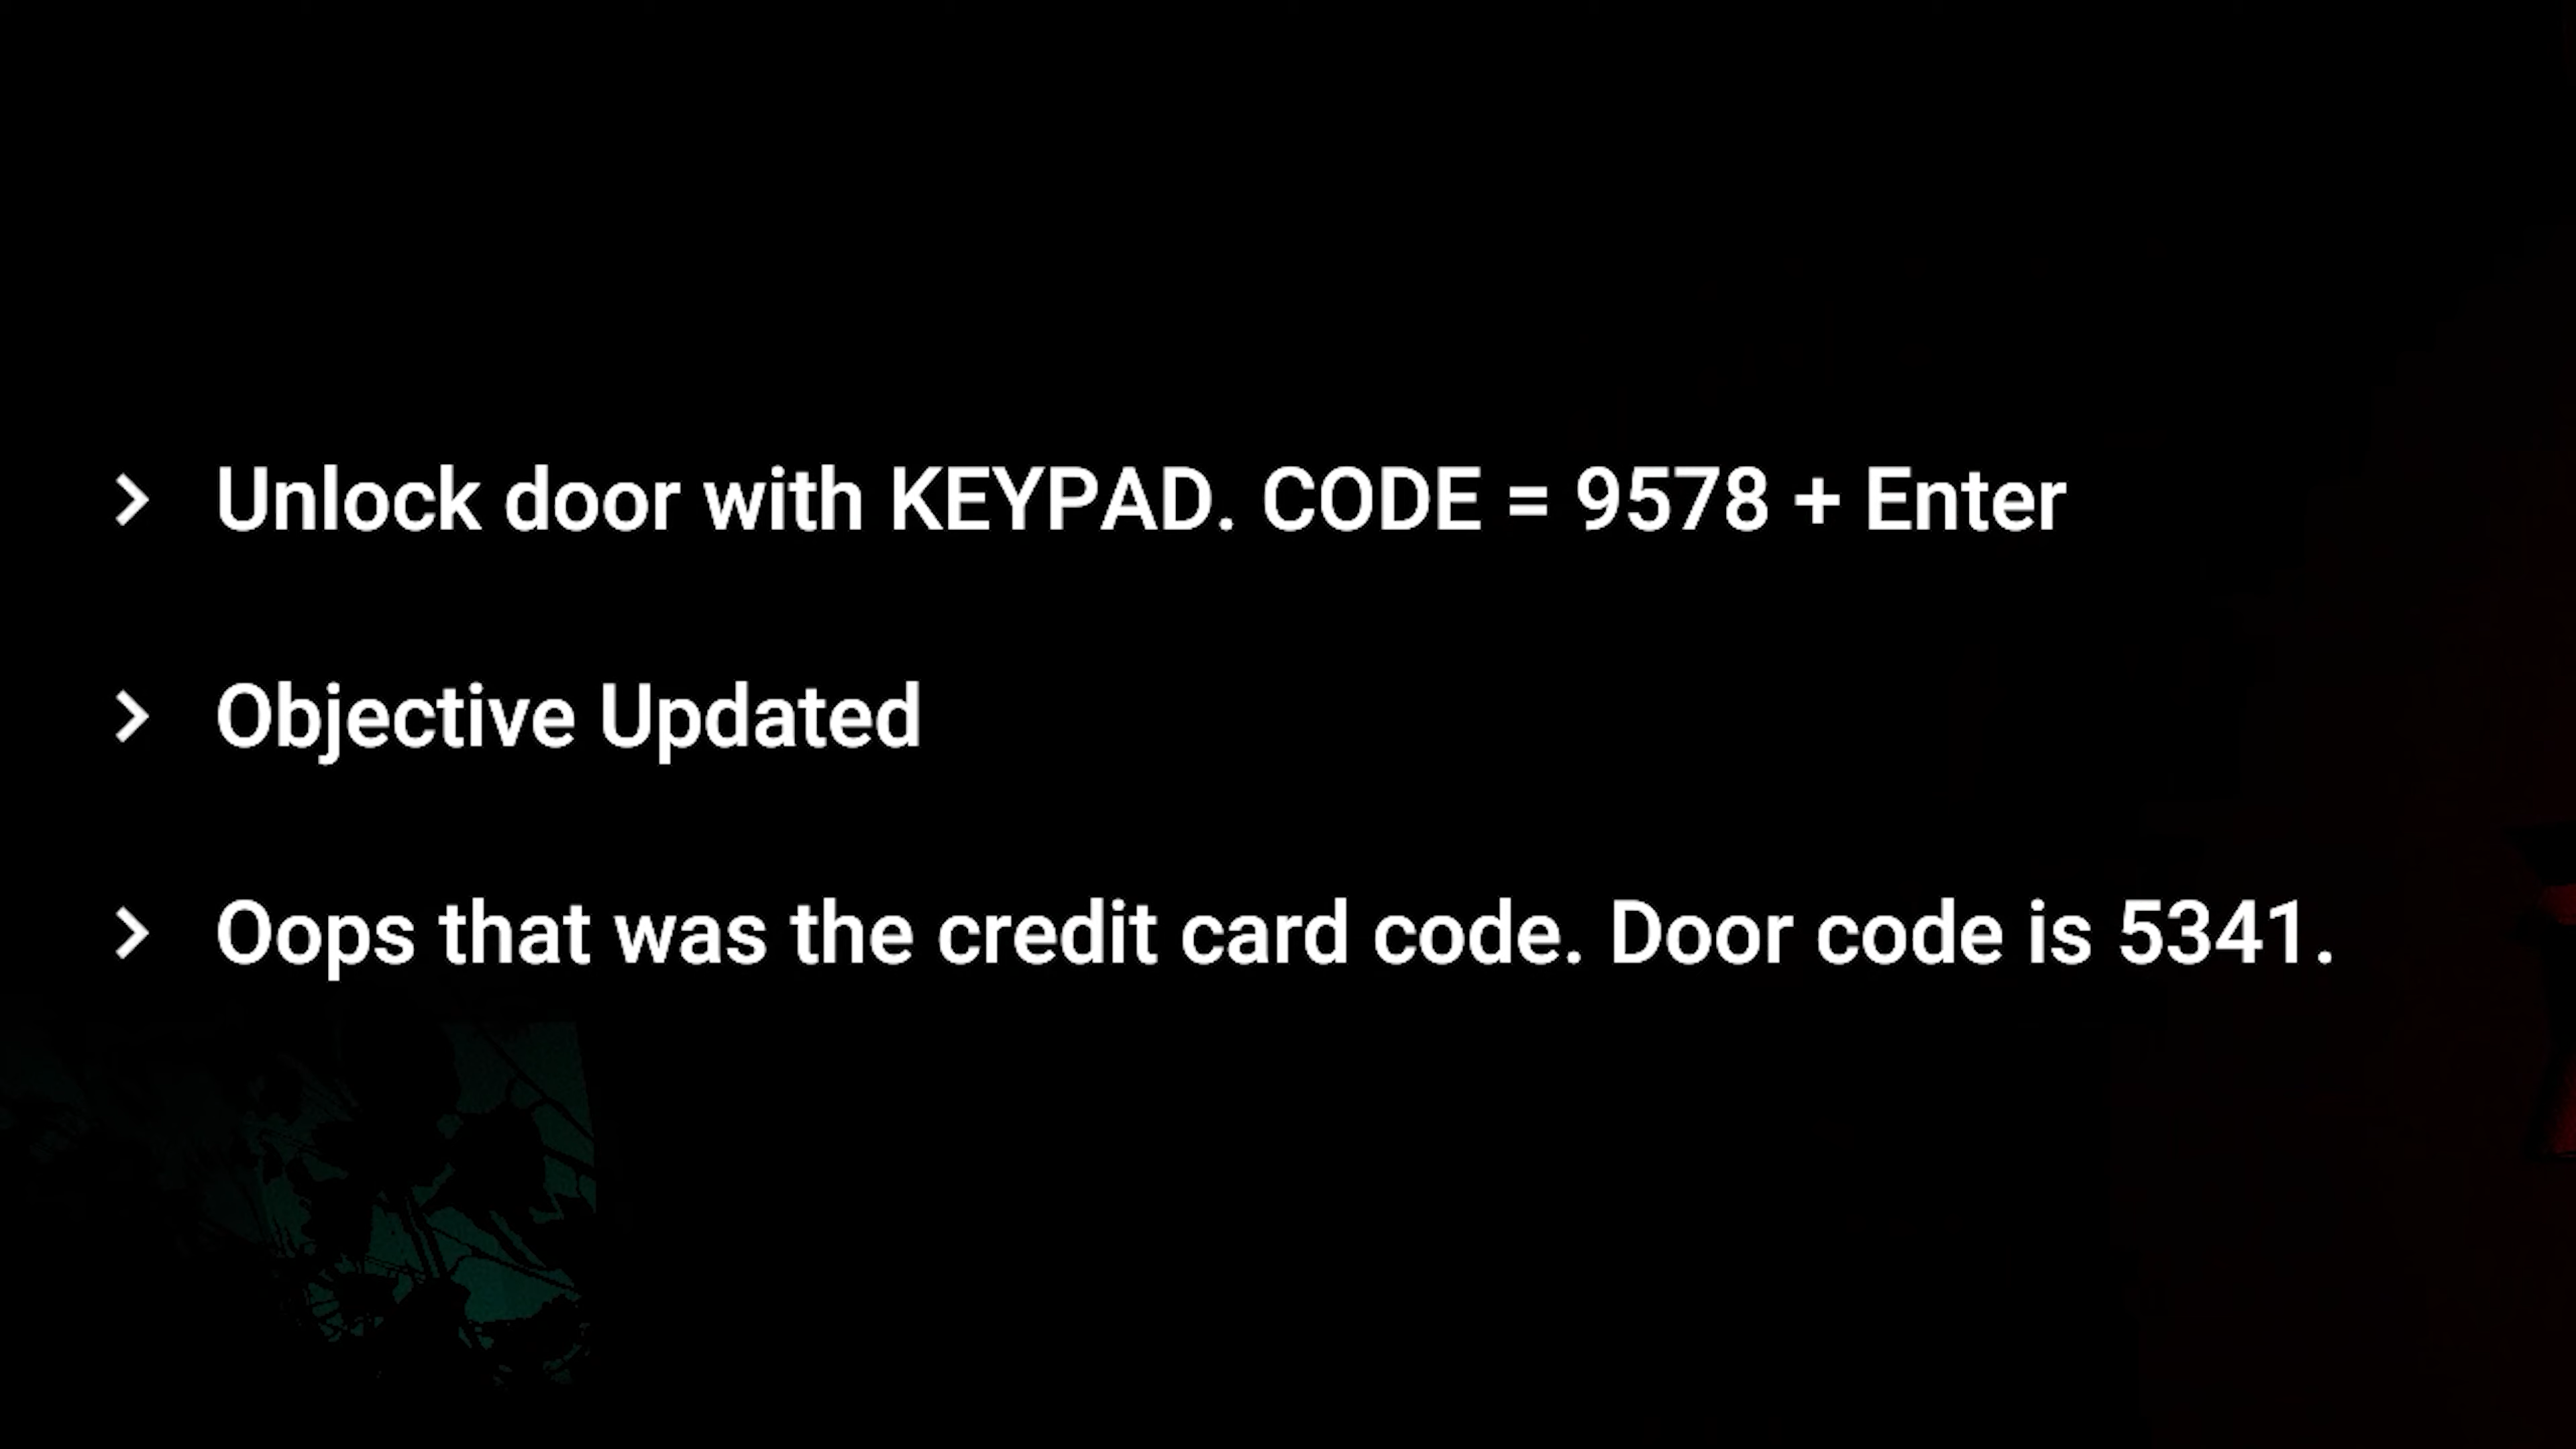 > Unlock door with KEYPAD. CODE = 9578 + Enter
> Objective Updated
> Oops that was the credit card code. Door code is 5341.